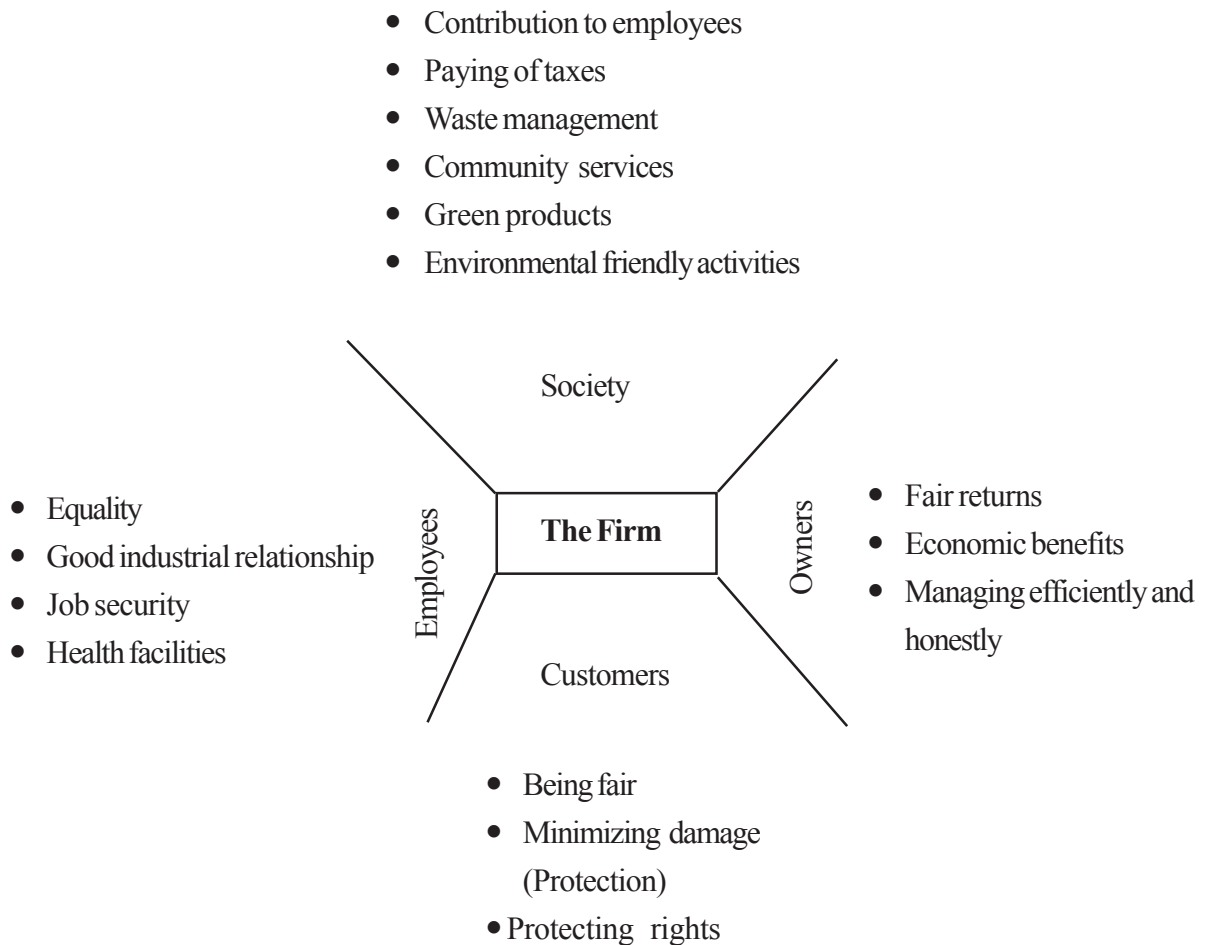 • Contribution to employees
• Paying of taxes
• Waste management
• Community services
• Green products
• Environmental friendly activities
Society
• Equality
• Good industrial relationship
• Job security
• Health facilities
Employees
The Firm
Owners
• Fair returns
• Economic benefits
• Managing efficiently and
honestly
Customers
• Being fair
• Minimizing damage
(Protection)
• Protecting rights